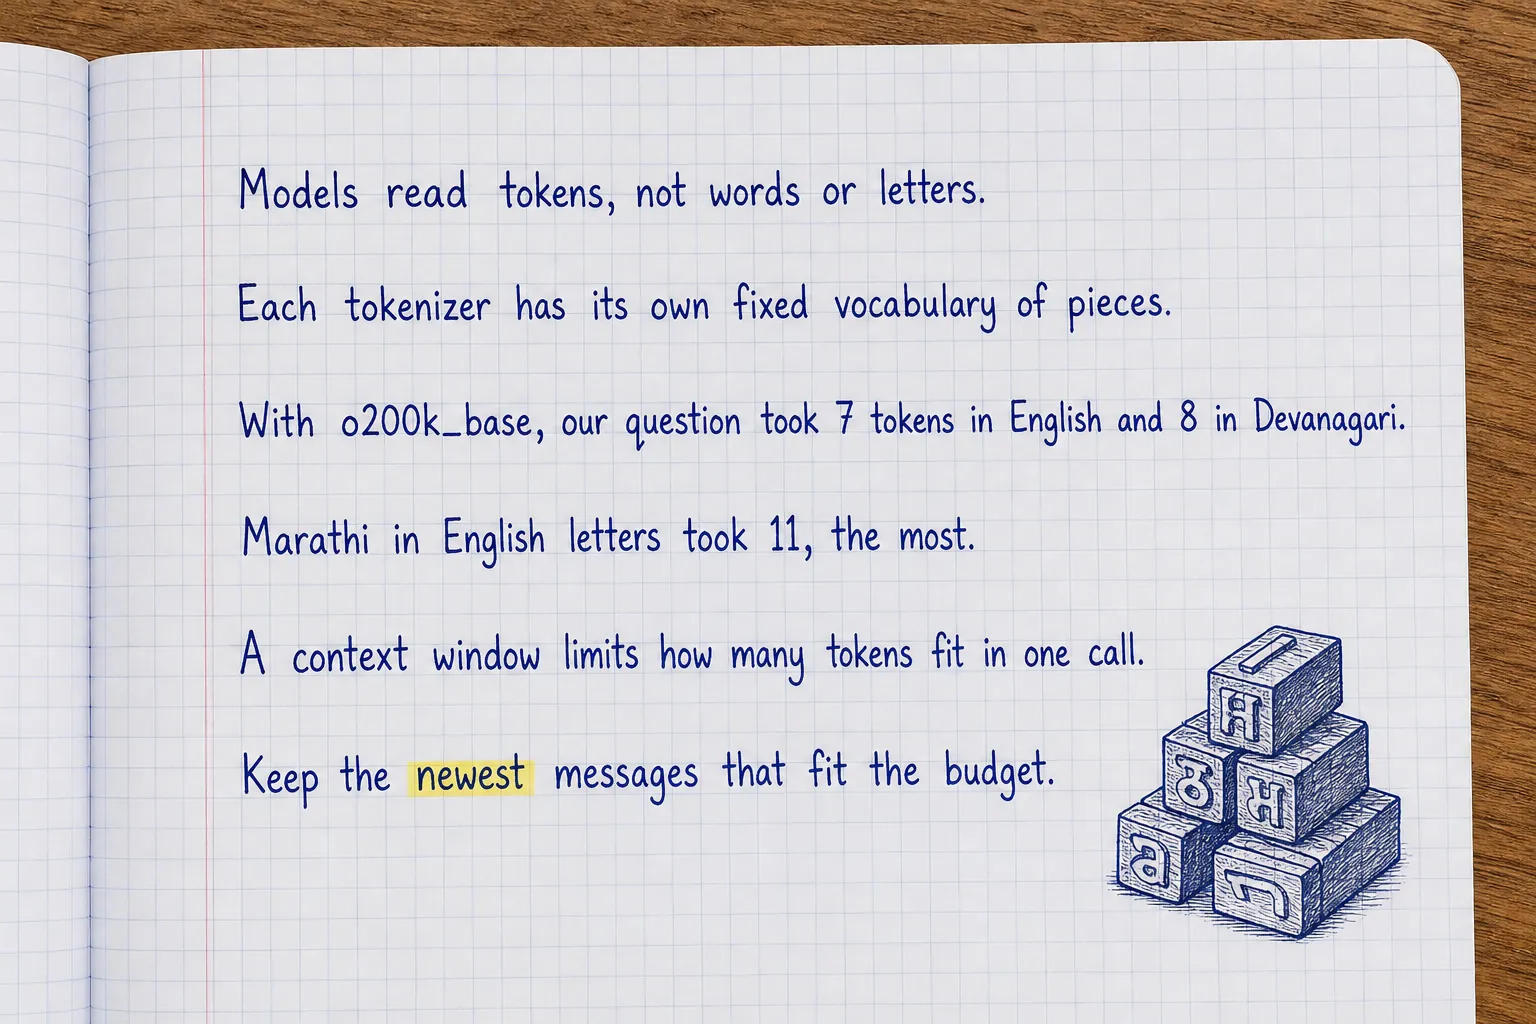 Models read tokens, not words or letters.
Each tokenizer has its own fixed vocabulary of pieces.
With o200k_base, our question took 7 tokens in English and 8 in Devanagari.
Marathi in English letters took 11, the most.
A context window limits how many tokens fit in one call.
Keep the newest messages that fit the budget.